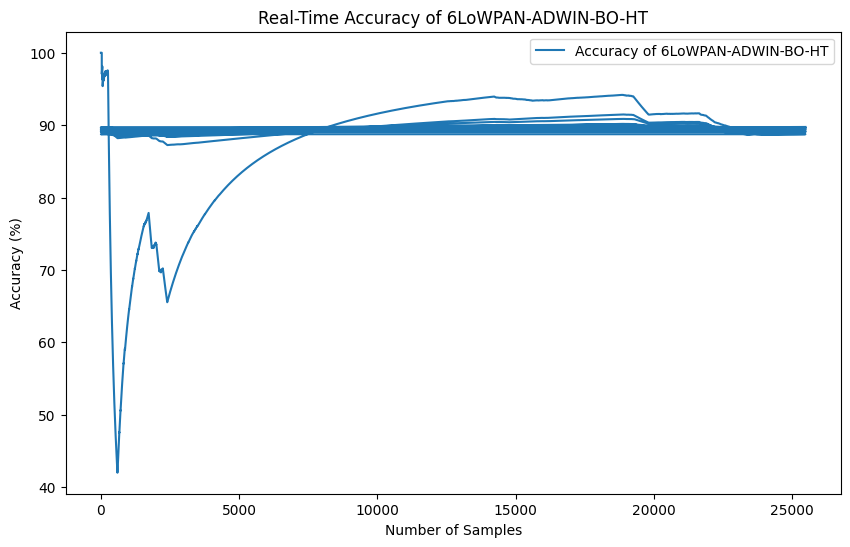 Real-Time Accuracy of 6LoWPAN-ADWIN-BO-HT
Accuracy of 6LoWPAN-ADWIN-BO-HT
Accuracy (%)
100
90
80
70
60
50
40
0 5000 10000 15000 20000 25000
Number of Samples